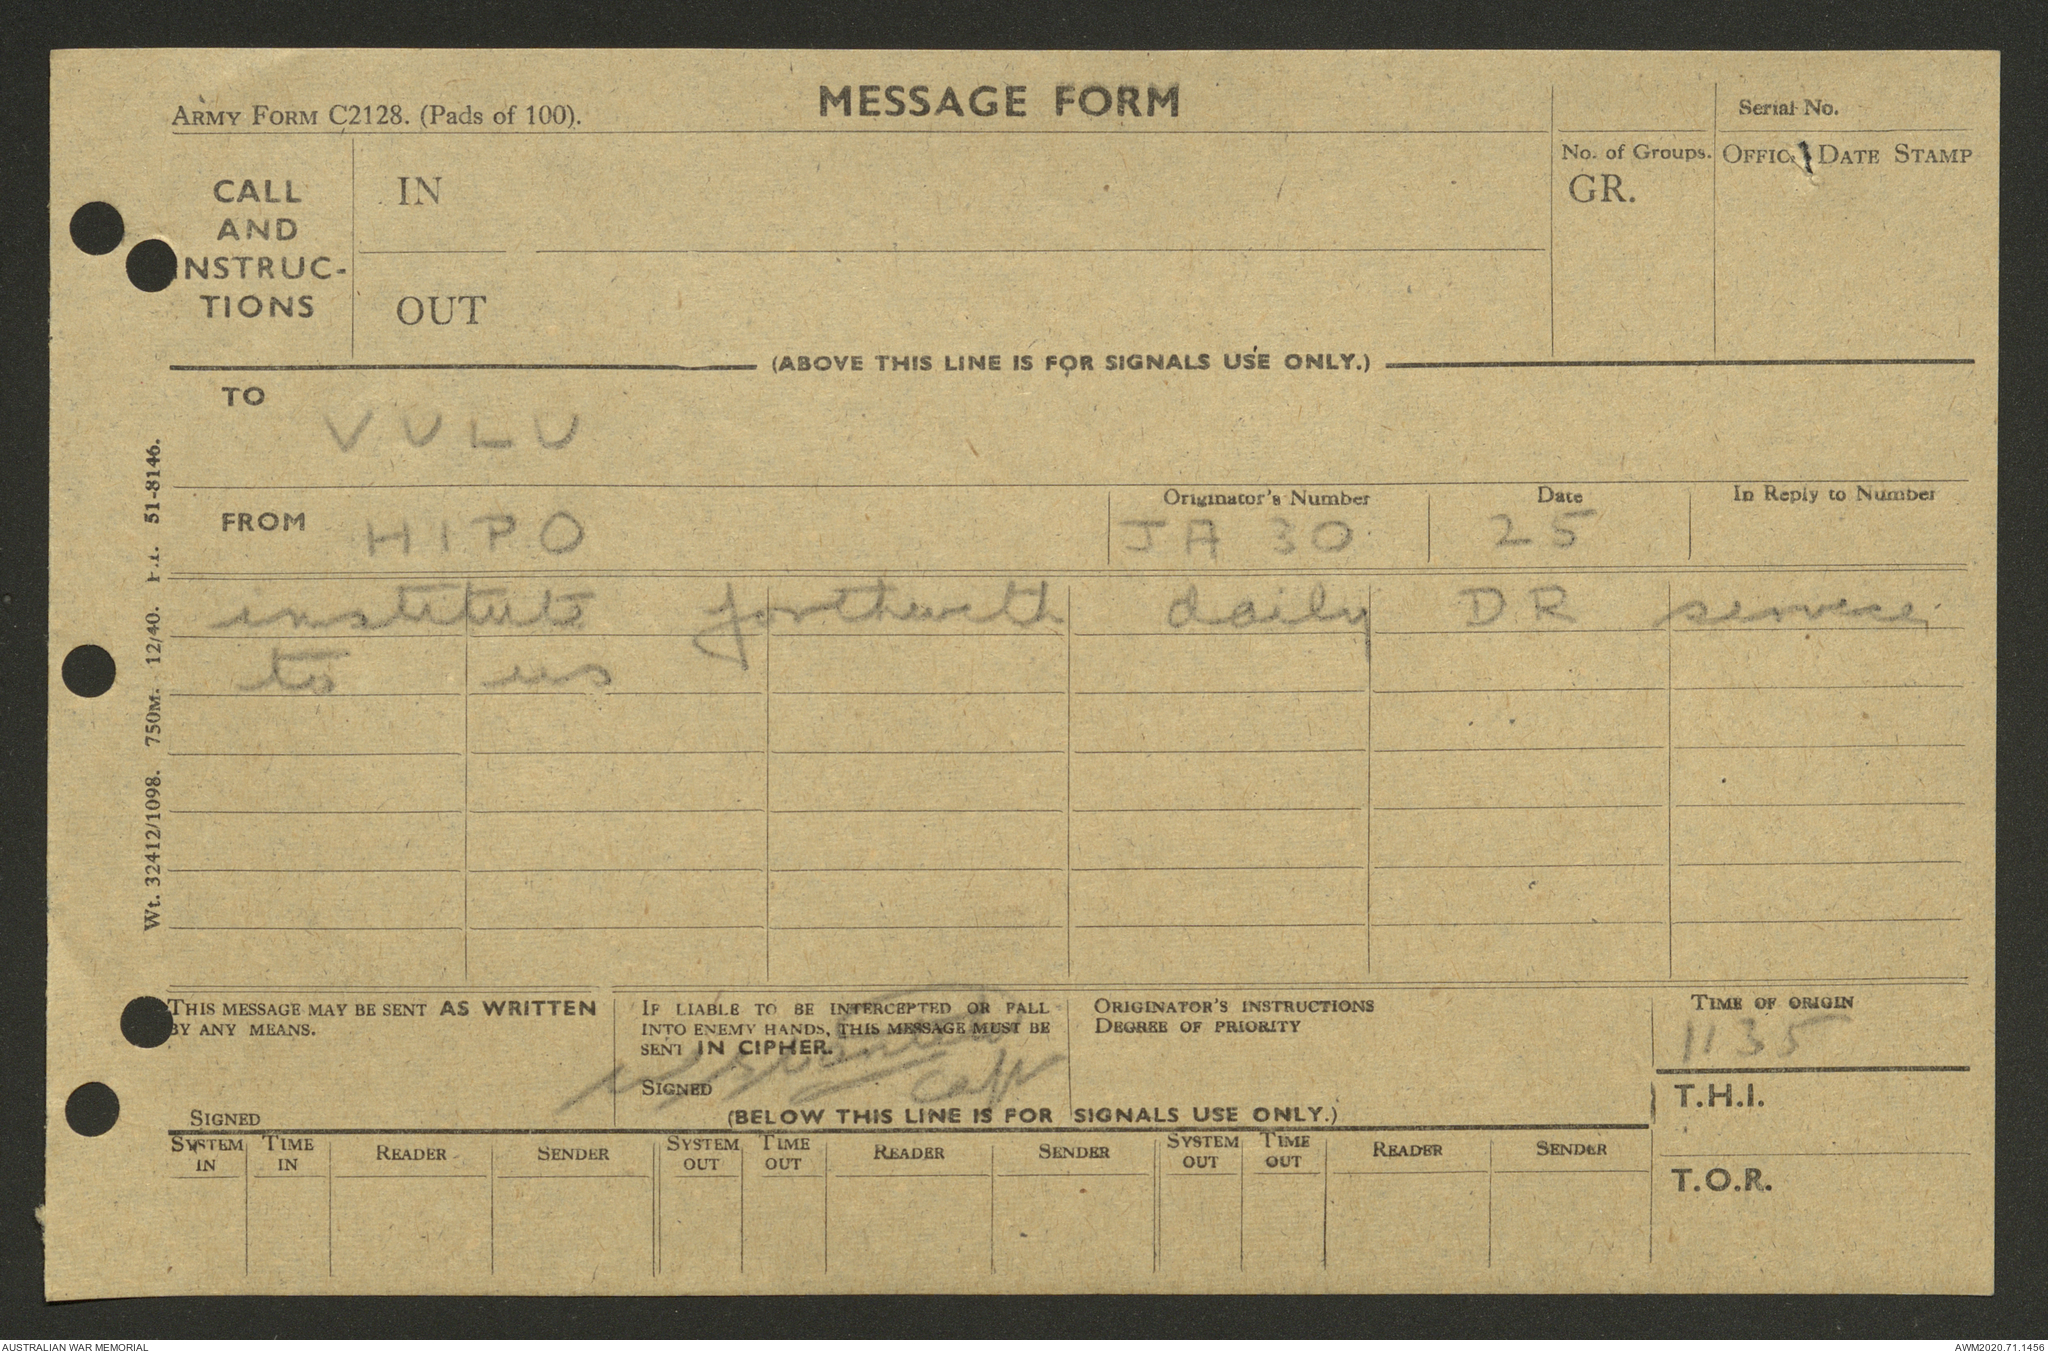 MESSAGE FORM
ARMY FORM C2128. (Pads of 100).
Serial No.
CALL AND INSTRUC-TIONS
IN
OUT
No. of Groups.
GR.
OFFICE DATE STAMP
(ABOVE THIS LINE IS FOR SIGNALS USE ONLY.)
TO
VULU
FROM
HIPO
Originator's Number
JA 30
Date
25
In Reply to Number
institute forthwith daily DR service
to us
Wt. 32412/1098. 750M. 12/40. 51-8146.
THIS MESSAGE MAY BE SENT AS WRITTEN
BY ANY MEANS.
SIGNED
IF LIABLE TO BE INTERCEPTED OR FALL
INTO ENEMY HANDS, THIS MESSAGE MUST BE
SENT IN CIPHER.
SIGNED
Capt
ORIGINATOR'S INSTRUCTIONS
DEGREE OF PRIORITY
TIME OF ORIGIN
1135
T.H.I.
T.O.R.
(BELOW THIS LINE IS FOR SIGNALS USE ONLY.)
SYSTEM IN
TIME IN
READER
SENDER
SYSTEM OUT
TIME OUT
READER
SENDER
SYSTEM OUT
TIME OUT
READER
SENDER
AUSTRALIAN WAR MEMORIAL
AWM2020.71.1456